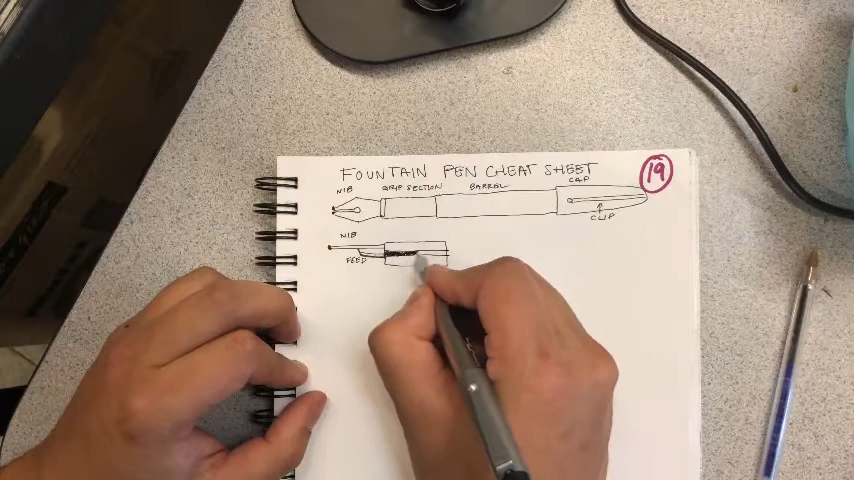 FOUNTAIN PEN CHEAT SHEET
19
NIB GRIP SECTION BARREL CAP
CLIP
NIB
FEED